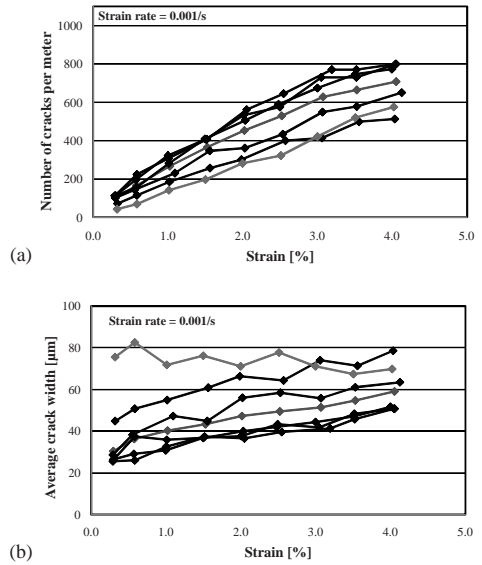 Strain rate = 0.001/s
Number of cracks per meter
1000
800
600
400
200
0
0.0 1.0 2.0 3.0 4.0 5.0
Strain [%]
(a)
Strain rate = 0.001/s
Average crack width [µm]
100
80
60
40
20
0
0.0 1.0 2.0 3.0 4.0 5.0
Strain [%]
(b)